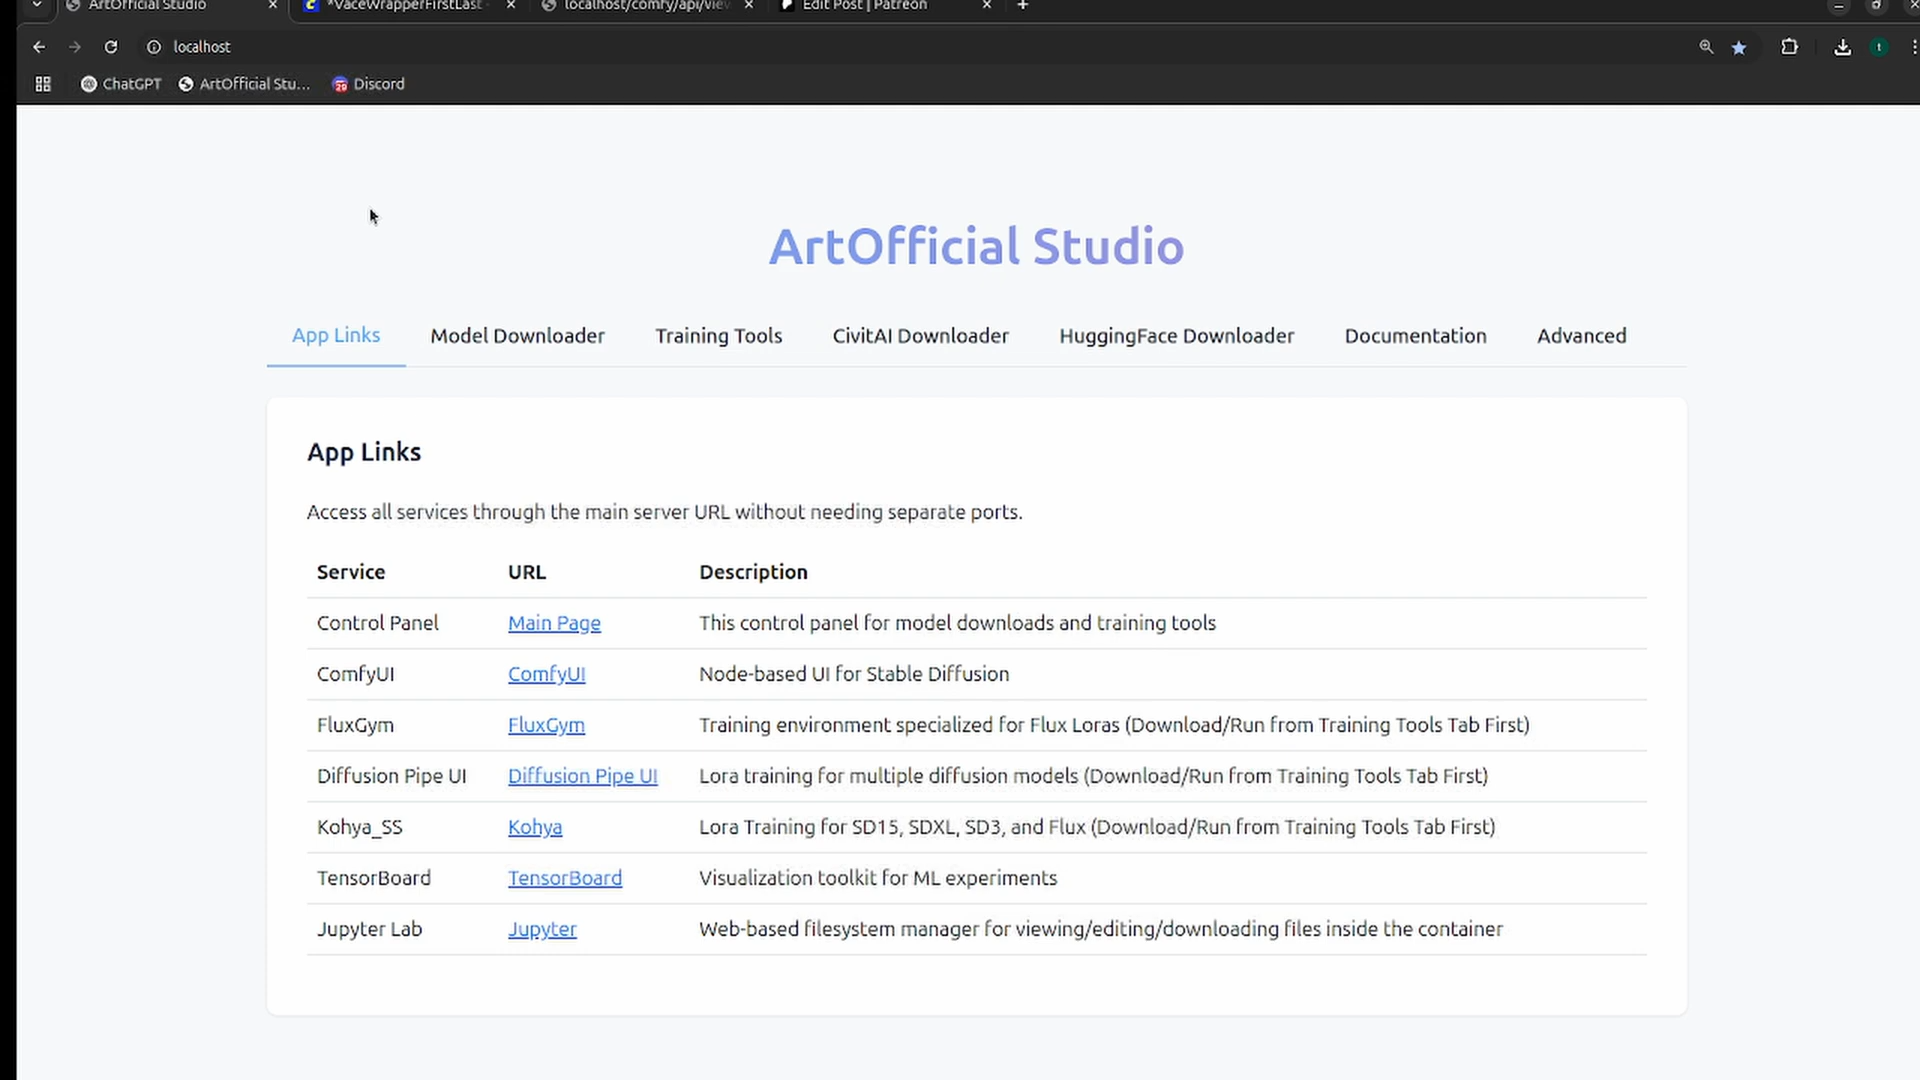 ArtOfficial Studio
*VaceWrapperFirstLast
localhost/comfy/api/view
Edit Post | Patreon
localhost
t
ChatGPT
ArtOfficial Stu...
29
Discord
ArtOfficial Studio
App Links
Model Downloader
Training Tools
CivitAI Downloader
HuggingFace Downloader
Documentation
Advanced
App Links
Access all services through the main server URL without needing separate ports.
Service URL Description
Control Panel Main Page This control panel for model downloads and training tools
ComfyUI ComfyUI Node-based UI for Stable Diffusion
FluxGym FluxGym Training environment specialized for Flux Loras (Download/Run from Training Tools Tab First)
Diffusion Pipe UI Diffusion Pipe UI Lora training for multiple diffusion models (Download/Run from Training Tools Tab First)
Kohya_SS Kohya Lora Training for SD15, SDXL, SD3, and Flux (Download/Run from Training Tools Tab First)
TensorBoard TensorBoard Visualization toolkit for ML experiments
Jupyter Lab Jupyter Web-based filesystem manager for viewing/editing/downloading files inside the container